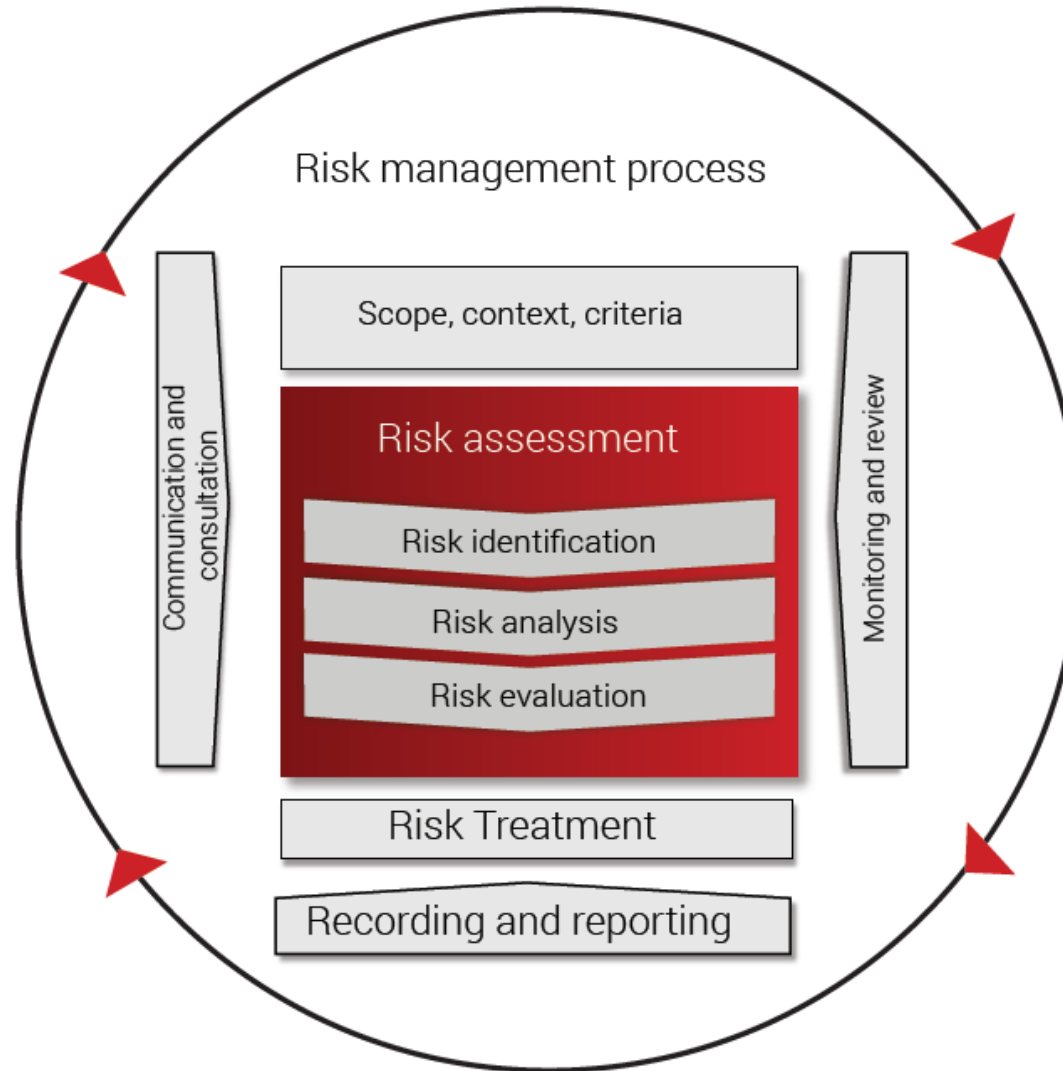 Risk management process
Scope, context, criteria
Communication and
consultation
Monitoring and review
Risk assessment
Risk identification
Risk analysis
Risk evaluation
Risk Treatment
Recording and reporting